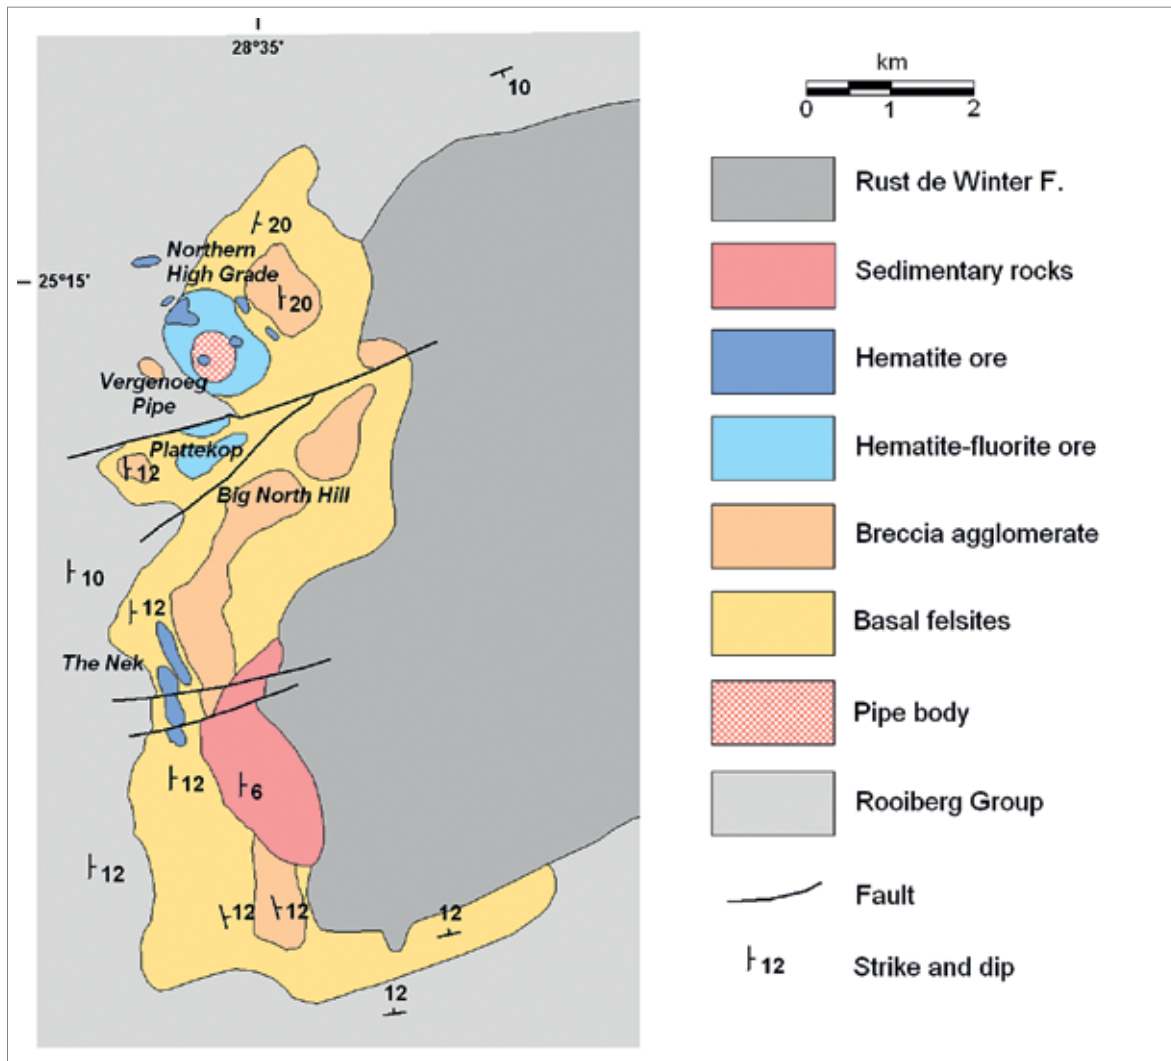 28°35'
10
20
Northern
High Grade
25°15'
20
Vergenoeg
Pipe
Plattekop
12
Big North Hill
10
12
The Nek
12
6
12
12
12
12
12
km
0 1 2
Rust de Winter F.
Sedimentary rocks
Hematite ore
Hematite-fluorite ore
Breccia agglomerate
Basal felsites
Pipe body
Rooiberg Group
Fault
12
Strike and dip